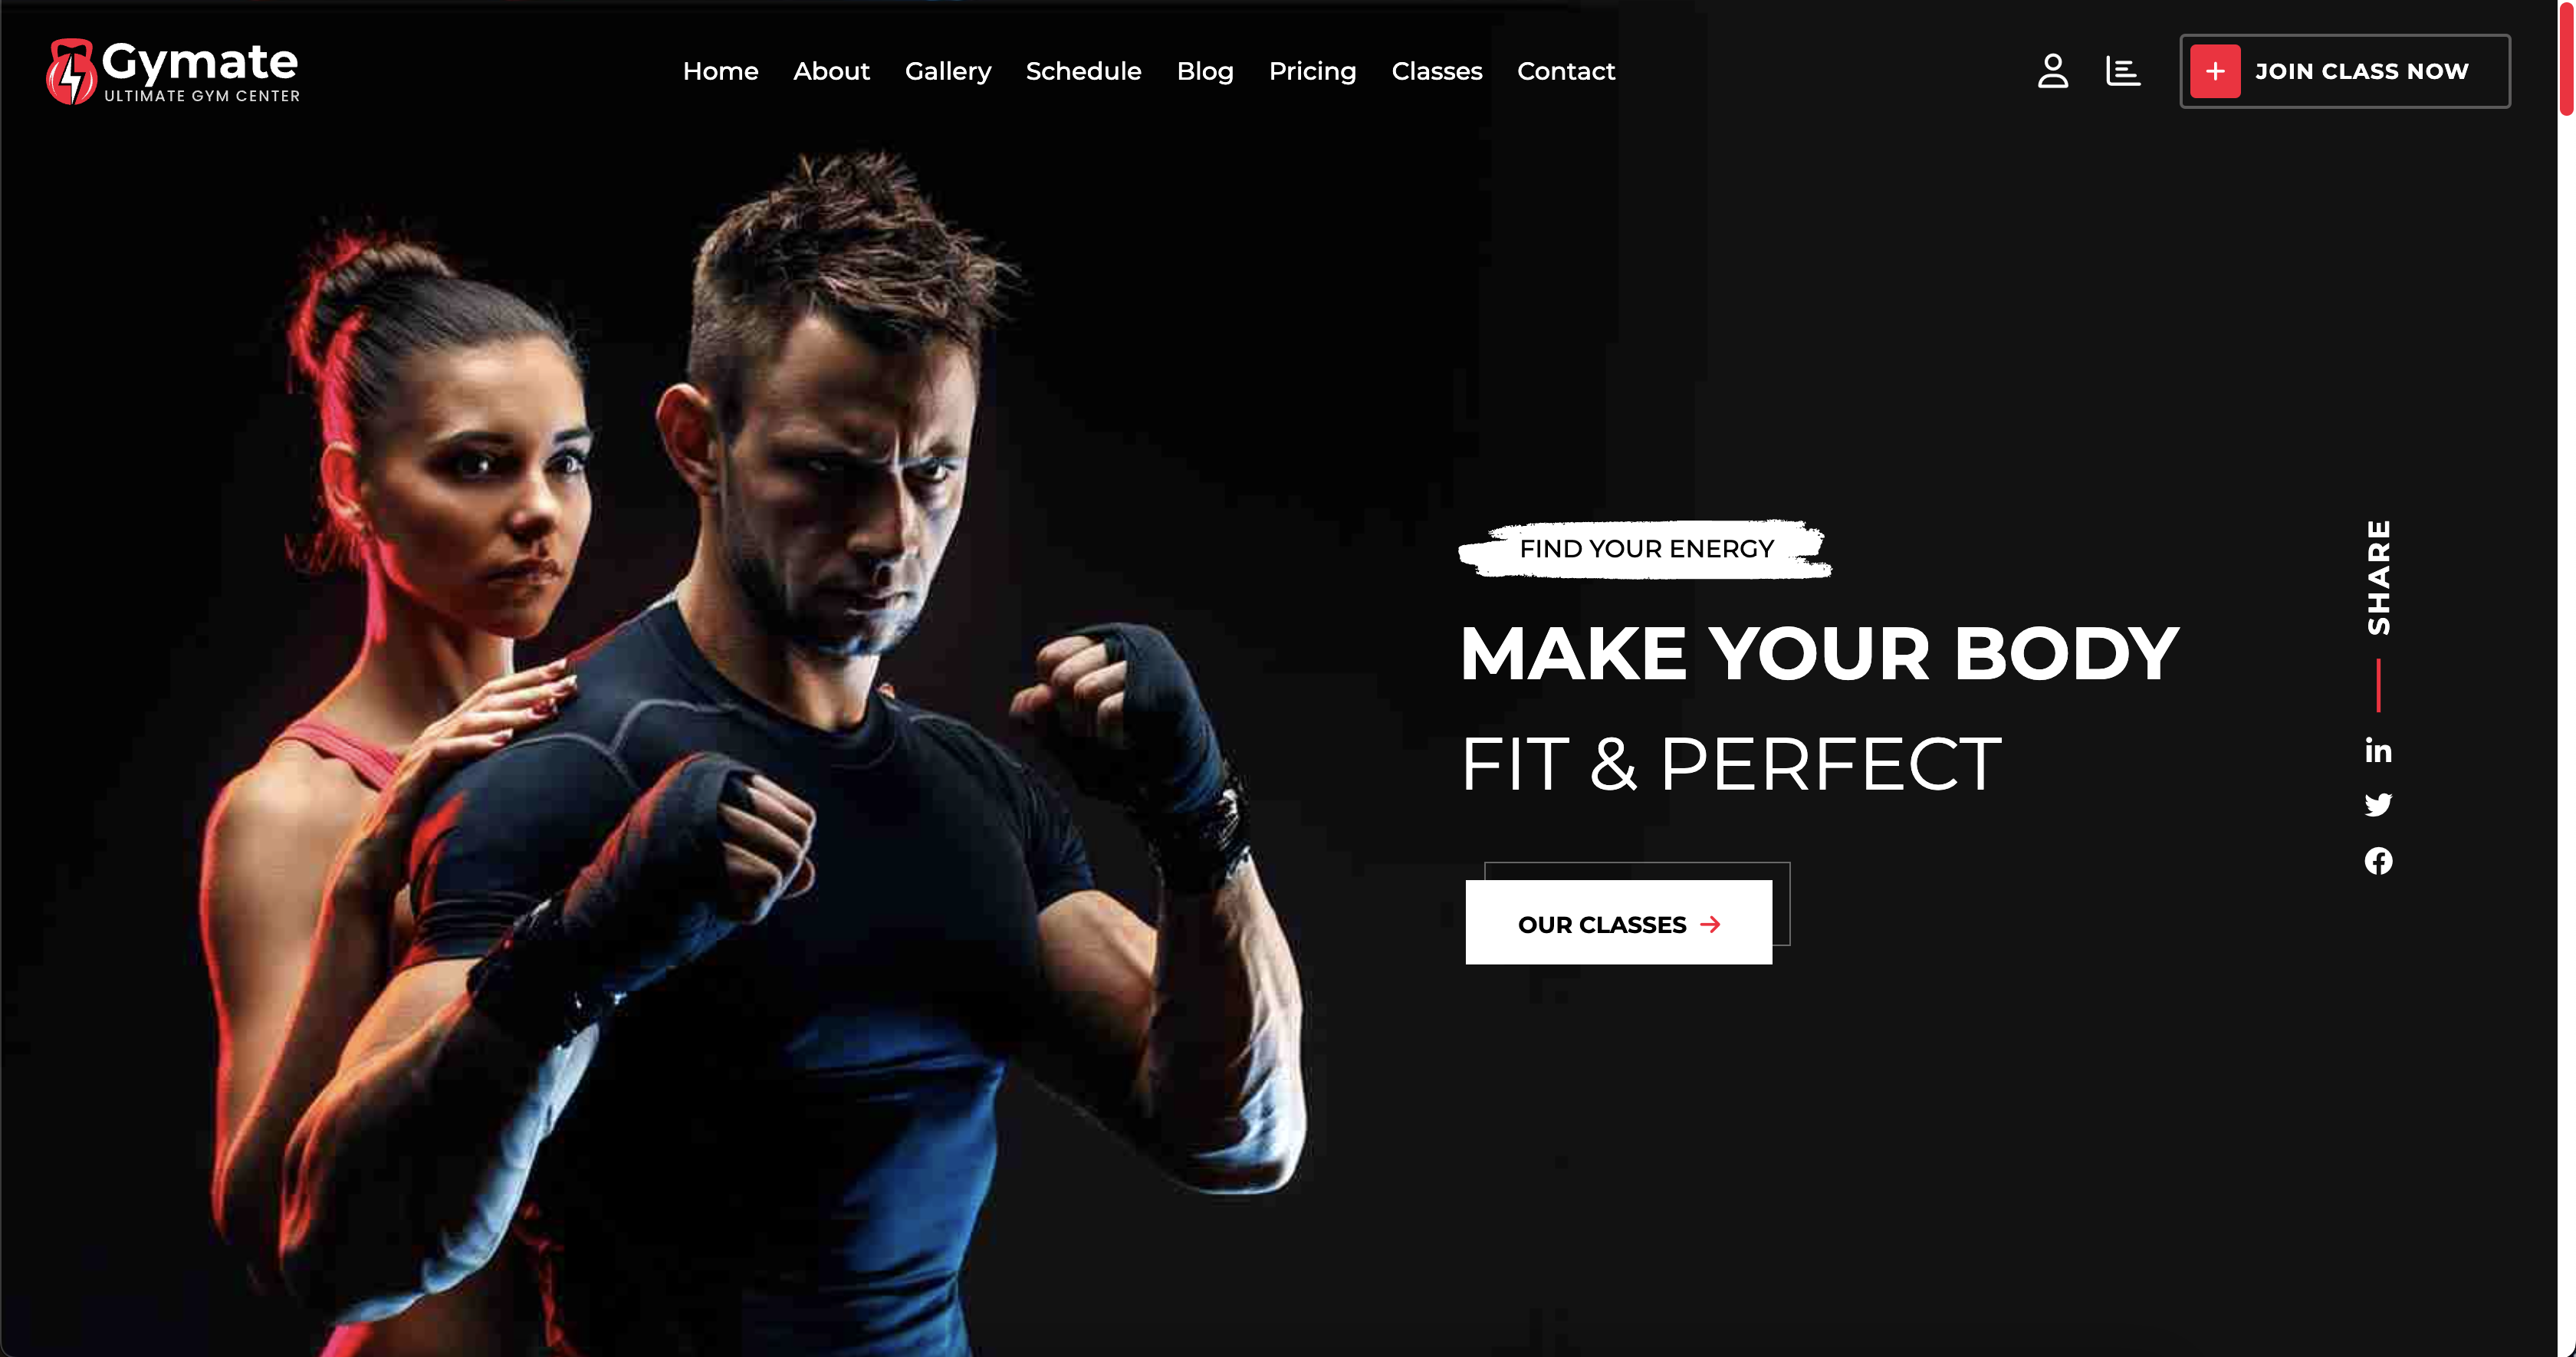 Gymate
ULTIMATE GYM CENTER
Home About Gallery Schedule Blog Pricing Classes Contact
JOIN CLASS NOW
FIND YOUR ENERGY
MAKE YOUR BODY
FIT & PERFECT
OUR CLASSES
SHARE
in